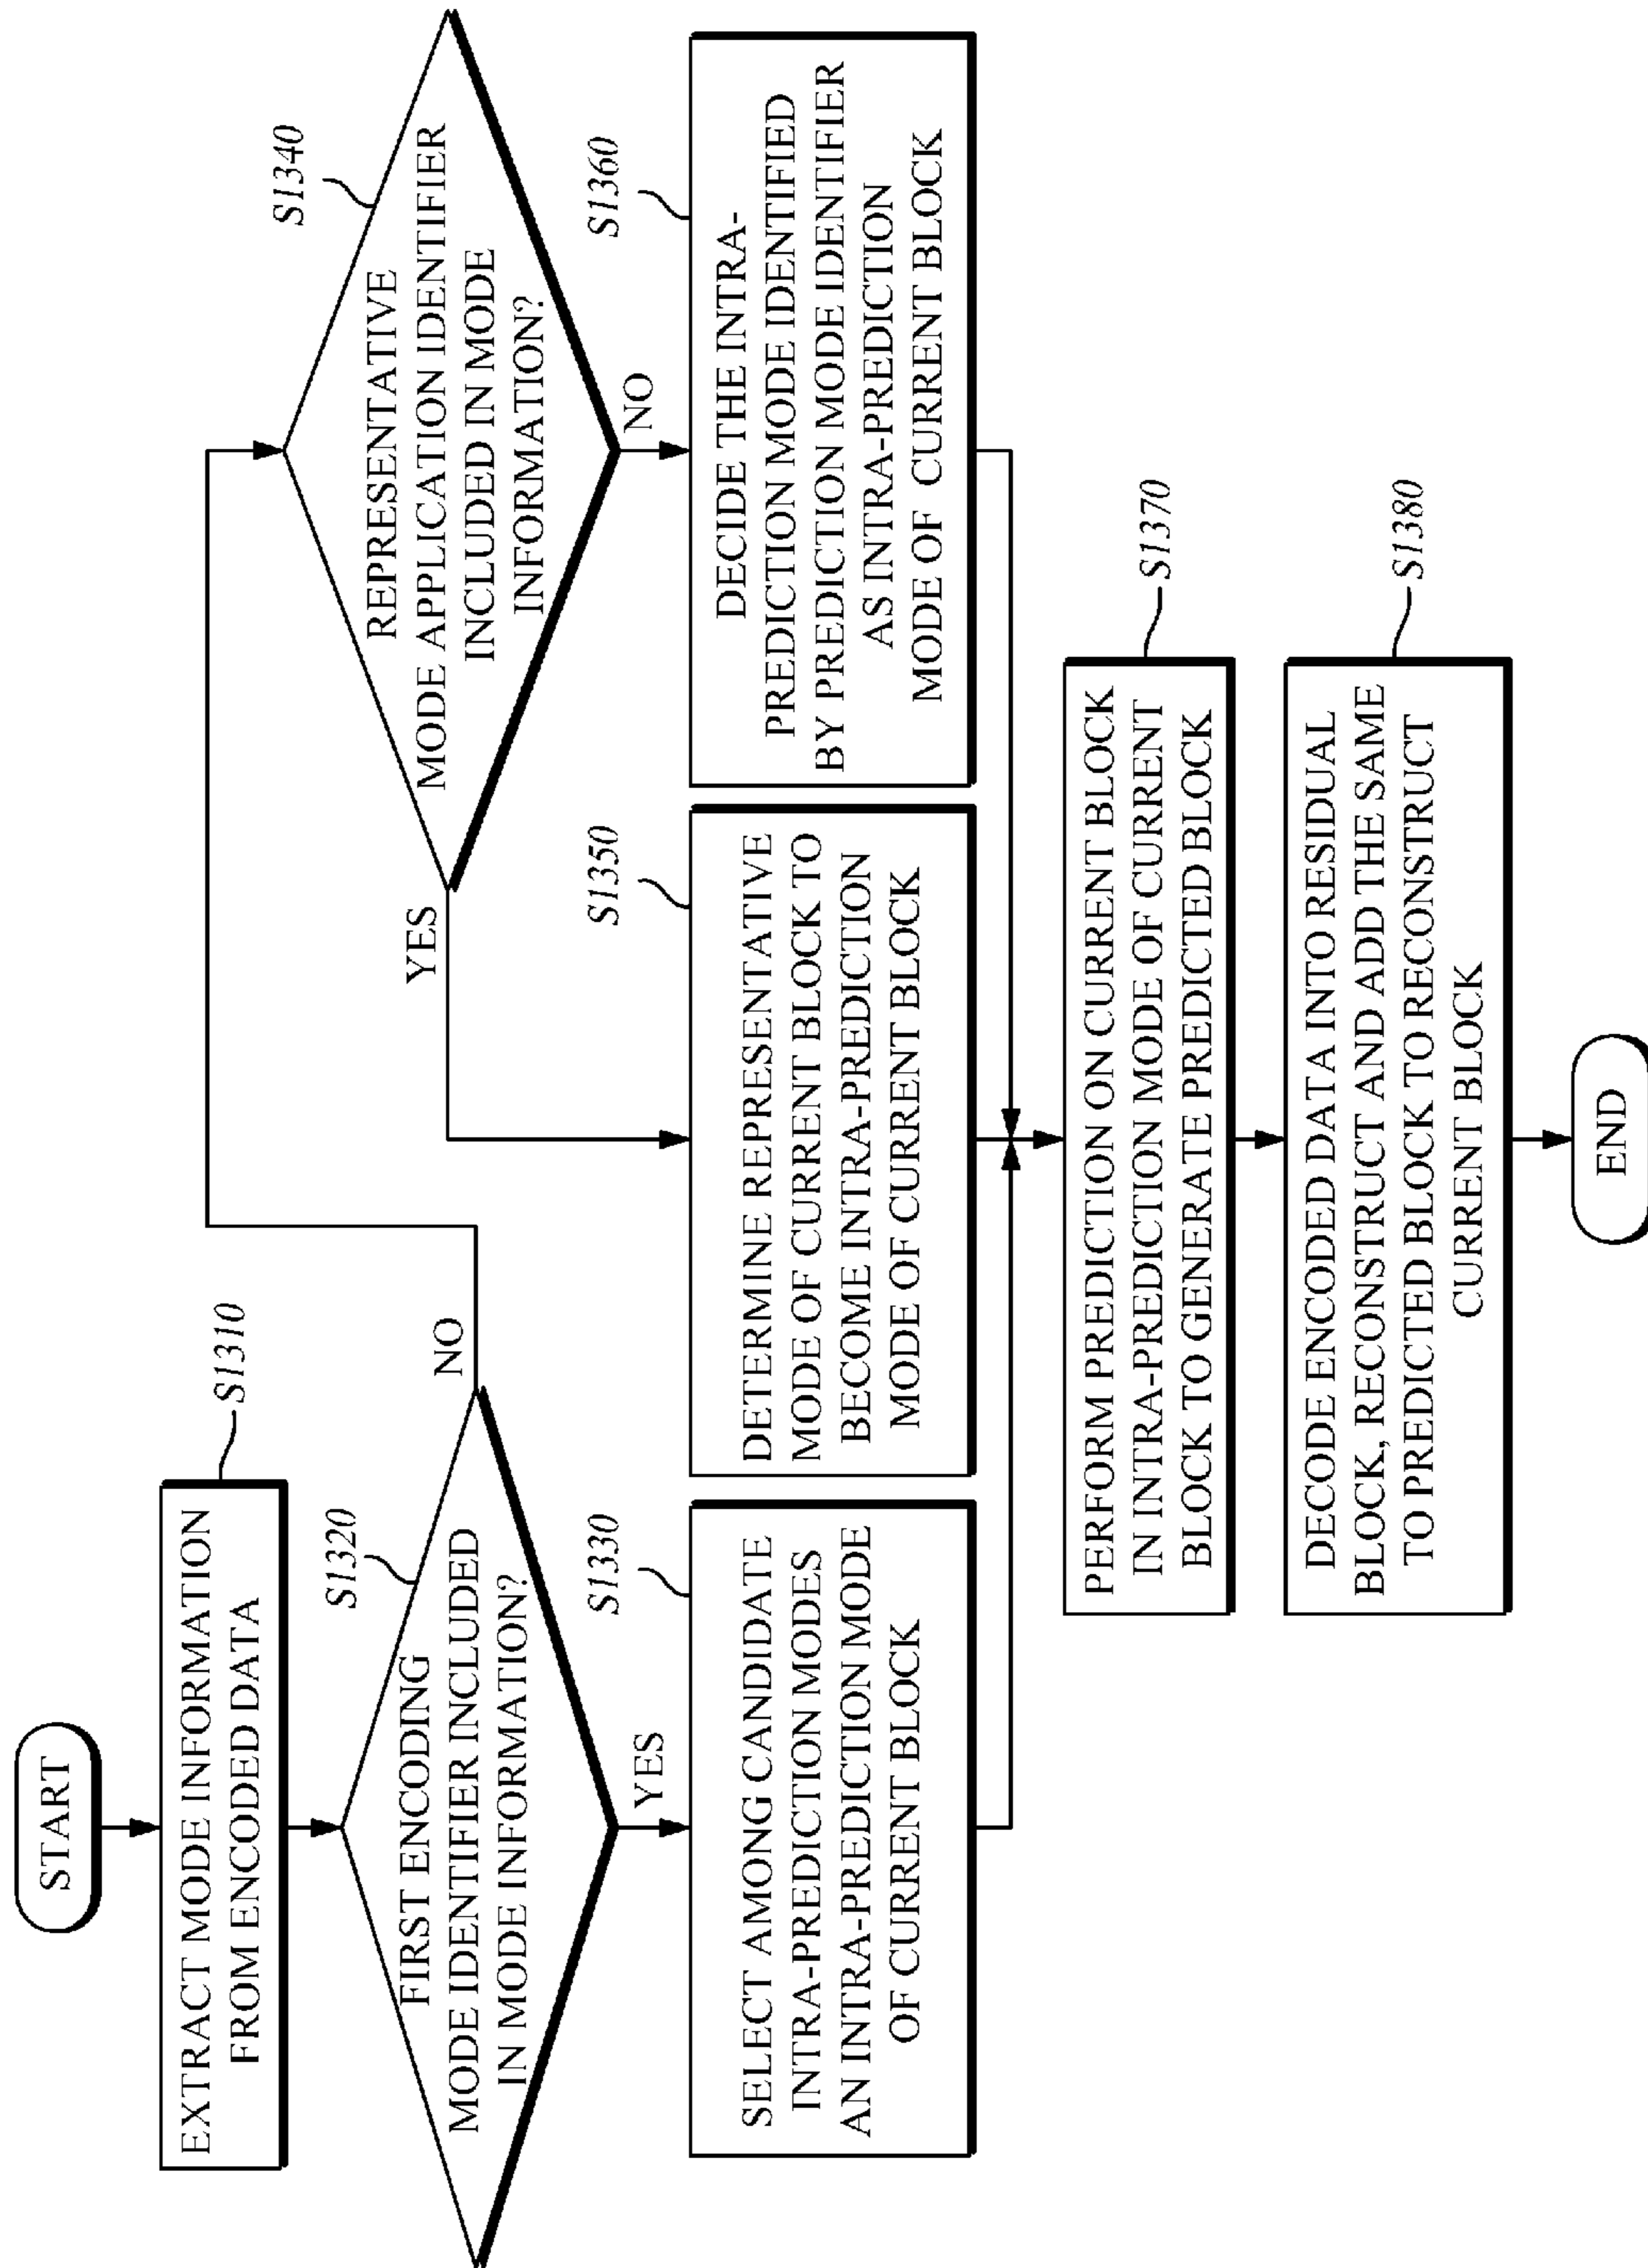 START
S1310
EXTRACT MODE INFORMATION
FROM ENCODED DATA
S1320
FIRST ENCODING
MODE IDENTIFIER INCLUDED
IN MODE INFORMATION?
NO
YES
S1330
SELECT AMONG CANDIDATE
INTRA-PREDICTION MODES
AN INTRA-PREDICTION MODE
OF CURRENT BLOCK
S1340
REPRESENTATIVE
MODE APPLICATION IDENTIFIER
INCLUDED IN MODE
INFORMATION?
YES
NO
S1350
DETERMINE REPRESENTATIVE
MODE OF CURRENT BLOCK TO
BECOME INTRA-PREDICTION
MODE OF CURRENT BLOCK
S1360
DECIDE THE INTRA-
PREDICTION MODE IDENTIFIED
BY PREDICTION MODE IDENTIFIER
AS INTRA-PREDICTION
MODE OF CURRENT BLOCK
S1370
PERFORM PREDICTION ON CURRENT BLOCK
IN INTRA-PREDICTION MODE OF CURRENT
BLOCK TO GENERATE PREDICTED BLOCK
S1380
DECODE ENCODED DATA INTO RESIDUAL
BLOCK, RECONSTRUCT AND ADD THE SAME
TO PREDICTED BLOCK TO RECONSTRUCT
CURRENT BLOCK
END